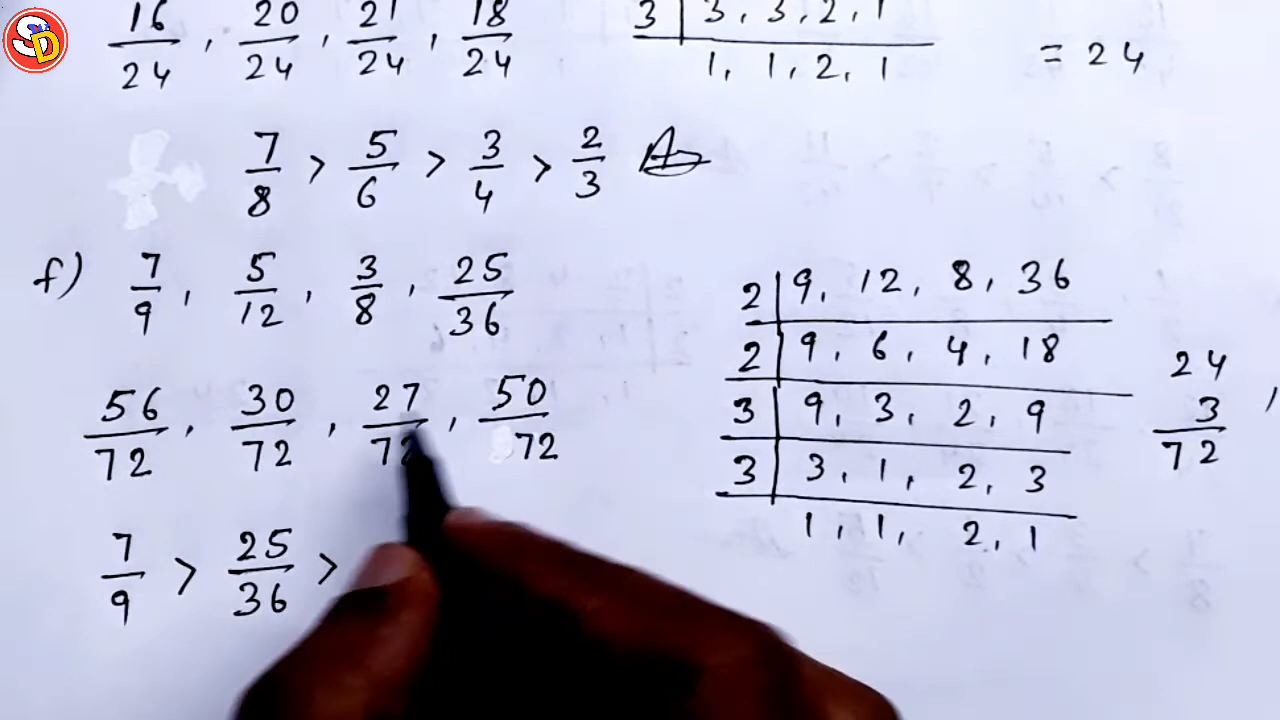 SD
16/24 , 20/24 , 21/24 , 18/24
3 | 3, 3, 2, 1
1, 1, 2, 1
= 24
7/8 > 5/6 > 3/4 > 2/3
f) 7/9 , 5/12 , 3/8 , 25/36
2 | 9, 12, 8, 36
2 | 9, 6, 4, 18
3 | 9, 3, 2, 9
3 | 3, 1, 2, 3
1, 1, 2, 1
24
3
72
,
56/72 , 30/72 , 27/72 , 50/72
7/9 > 25/36 >